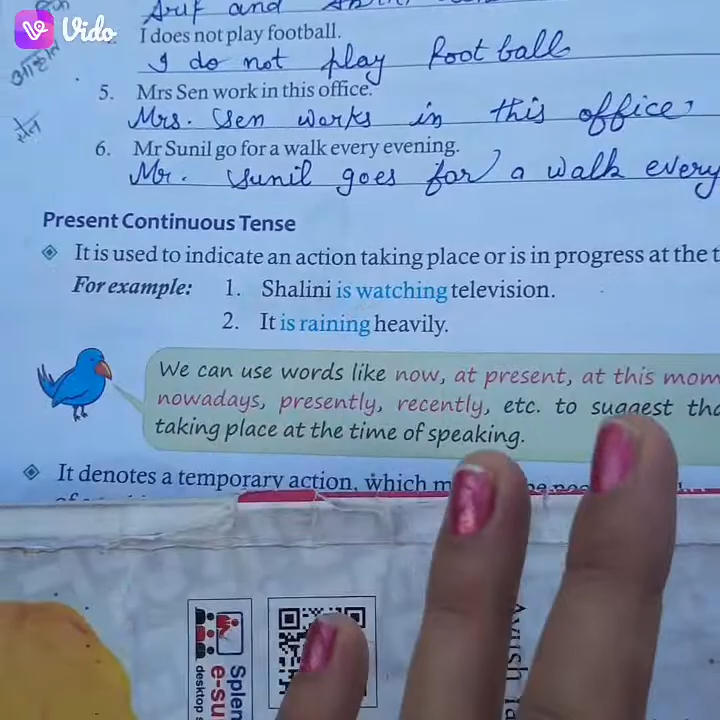 Vido
Arif and
I does not play football.
I do not play Football
5. Mrs Sen work in this office.
Mrs. Sen works in this office,
6. Mr Sunil go for a walk every evening.
Mr. Sunil goes for a walk every
Present Continuous Tense
It is used to indicate an action taking place or is in progress at the t
For example: 1. Shalini is watching television.
2. It is raining heavily.
We can use words like now, at present, at this mom
nowadays, presently, recently, etc. to suggest tha
taking place at the time of speaking.
It denotes a temporary action, which m
Splen
e-su
desktop s
Ayush Ta